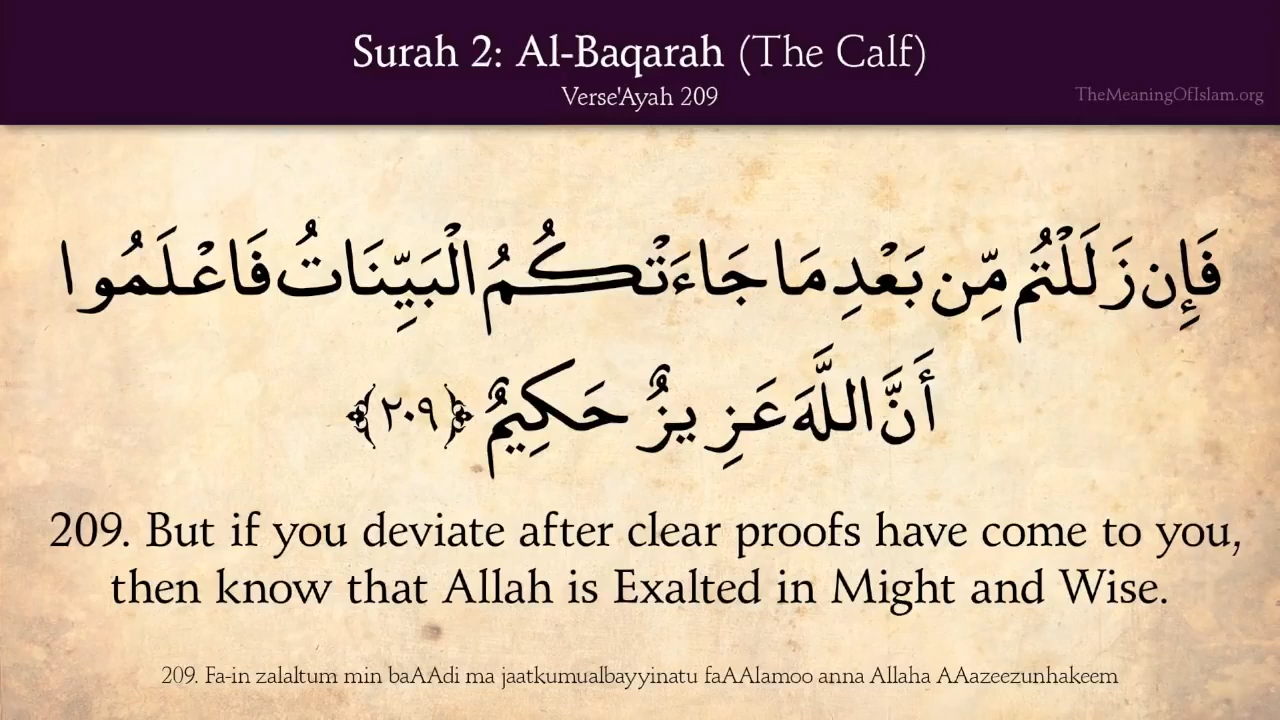 Surah 2: Al-Baqarah (The Calf)
Verse'Ayah 209
TheMeaningOfIslam.org
فَإِن زَلَلْتُم مِّن بَعْدِ مَا جَاءَتْكُمُ الْبَيِّنَاتُ فَاعْلَمُوا
أَنَّ اللَّهَ عَزِيزٌ حَكِيمٌ ﴿٢٠٩﴾
209. But if you deviate after clear proofs have come to you,
then know that Allah is Exalted in Might and Wise.
209. Fa-in zalaltum min baAAdi ma jaatkumualbayyinatu faAAlamoo anna Allaha AAazeezunhakeem